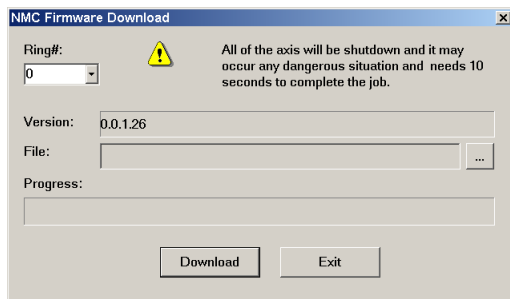 NMC Firmware Download
Ring#:
0
All of the axis will be shutdown and it may
occur any dangerous situation and needs 10
seconds to complete the job.
Version: 0.0.1.26
File: ...
Progress:
Download Exit